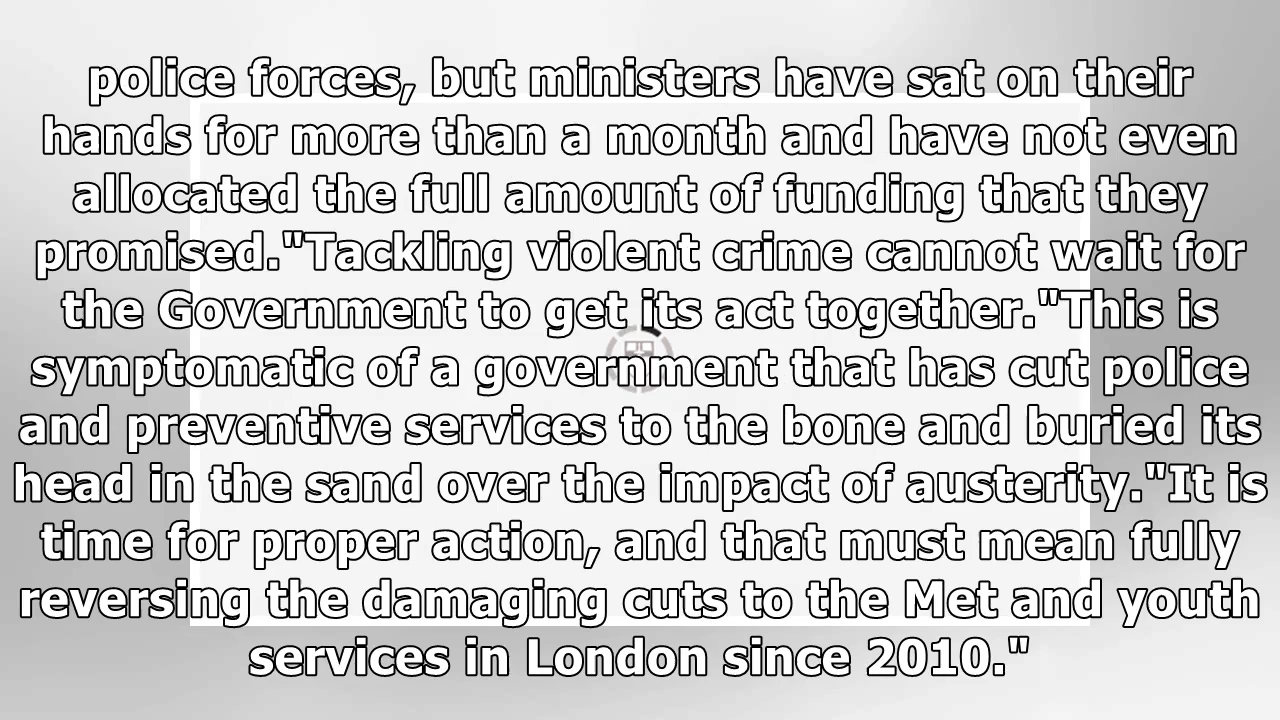 police forces, but ministers have sat on their
hands for more than a month and have not even
allocated the full amount of funding that they
promised."Tackling violent crime cannot wait for
the Government to get its act together."This is
symptomatic of a government that has cut police
and preventive services to the bone and buried its
head in the sand over the impact of austerity."It is
time for proper action, and that must mean fully
reversing the damaging cuts to the Met and youth
services in London since 2010."